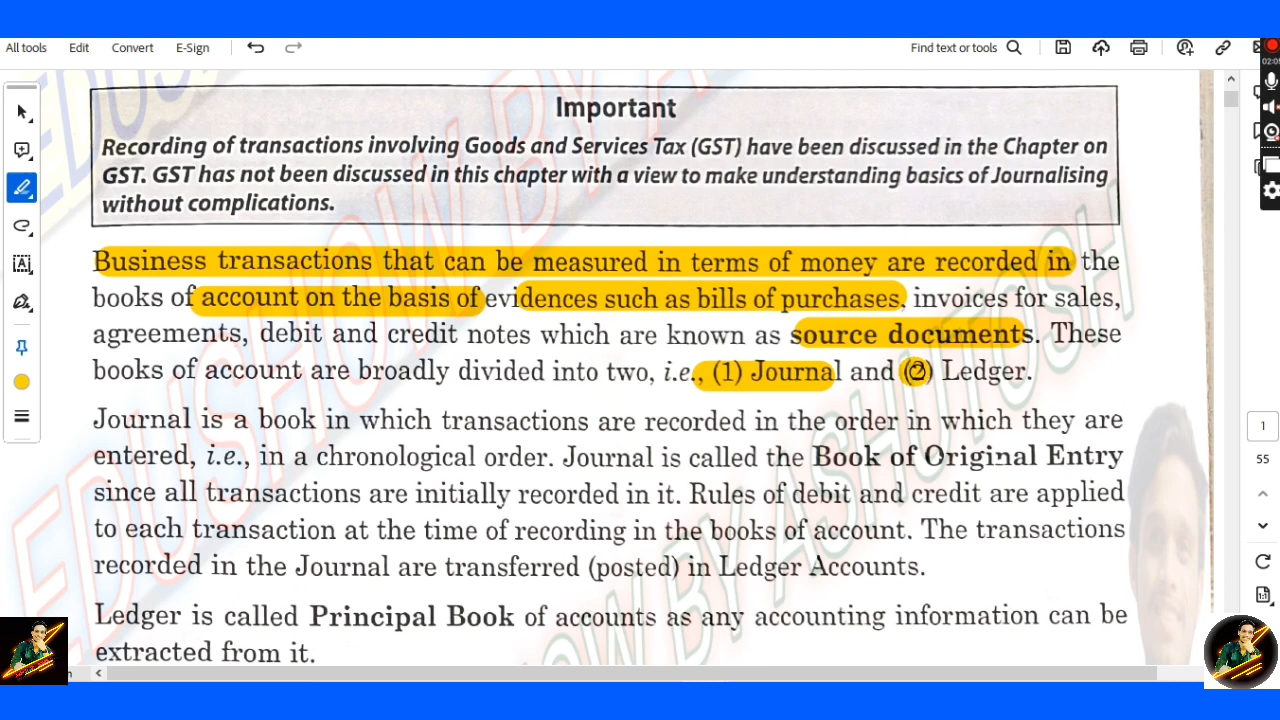 All tools Edit Convert E-Sign Find text or tools
02:05
Important
Recording of transactions involving Goods and Services Tax (GST) have been discussed in the Chapter on
GST. GST has not been discussed in this chapter with a view to make understanding basics of Journalising
without complications.
Business transactions that can be measured in terms of money are recorded in the
books of account on the basis of evidences such as bills of purchases, invoices for sales,
agreements, debit and credit notes which are known as source documents. These
books of account are broadly divided into two, i.e., (1) Journal and (2) Ledger.
Journal is a book in which transactions are recorded in the order in which they are
entered, i.e., in a chronological order. Journal is called the Book of Original Entry
since all transactions are initially recorded in it. Rules of debit and credit are applied
to each transaction at the time of recording in the books of account. The transactions
recorded in the Journal are transferred (posted) in Ledger Accounts.
Ledger is called Principal Book of accounts as any accounting information can be
extracted from it.
1
55
EDUSHOW BY ASHUTOSH